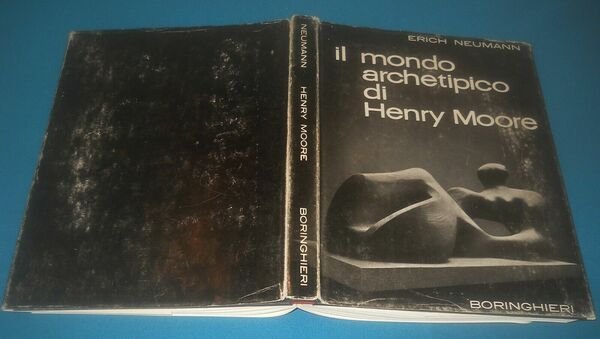 NEUMANN
HENRY MOORE
BORINGHIERI
ERICH NEUMANN
il mondo
archetipico
di
Henry Moore
BORINGHIERI